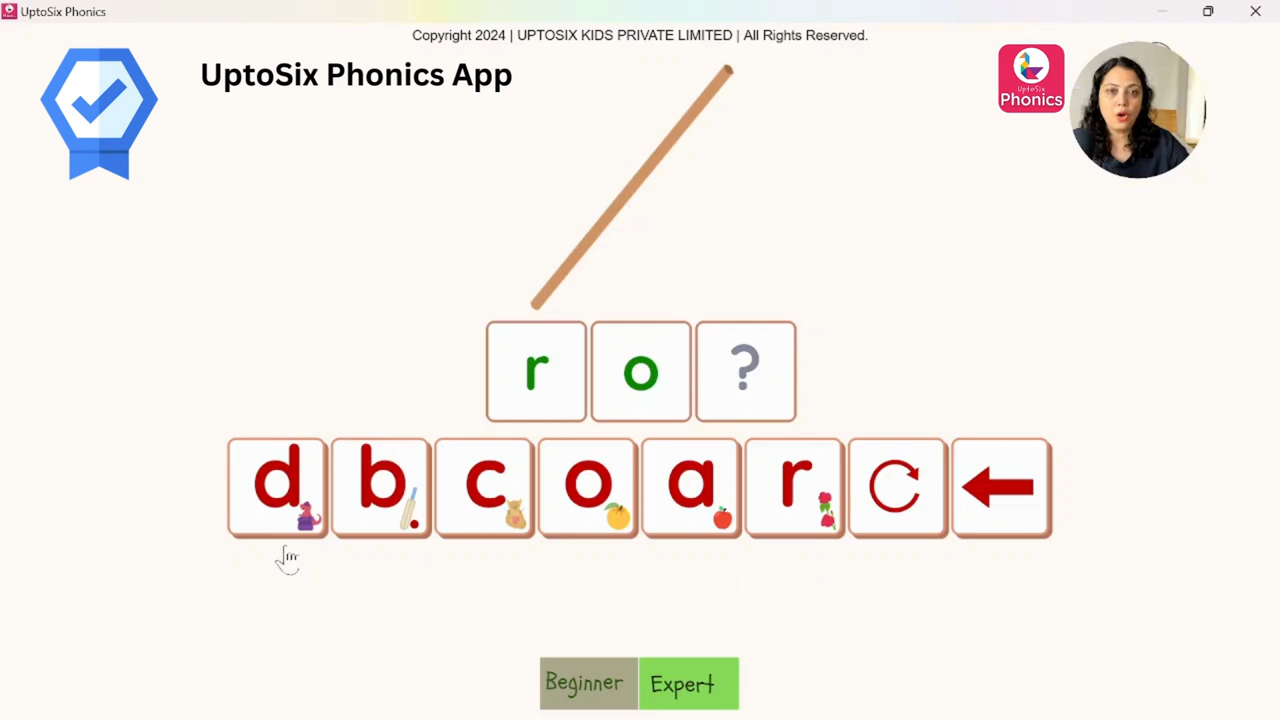 UptoSix Phonics
Copyright 2024 | UPTOSIX KIDS PRIVATE LIMITED | All Rights Reserved.
UptoSix Phonics App
UptoSix
Phonics
r o ?
d b c o a r
Beginner Expert